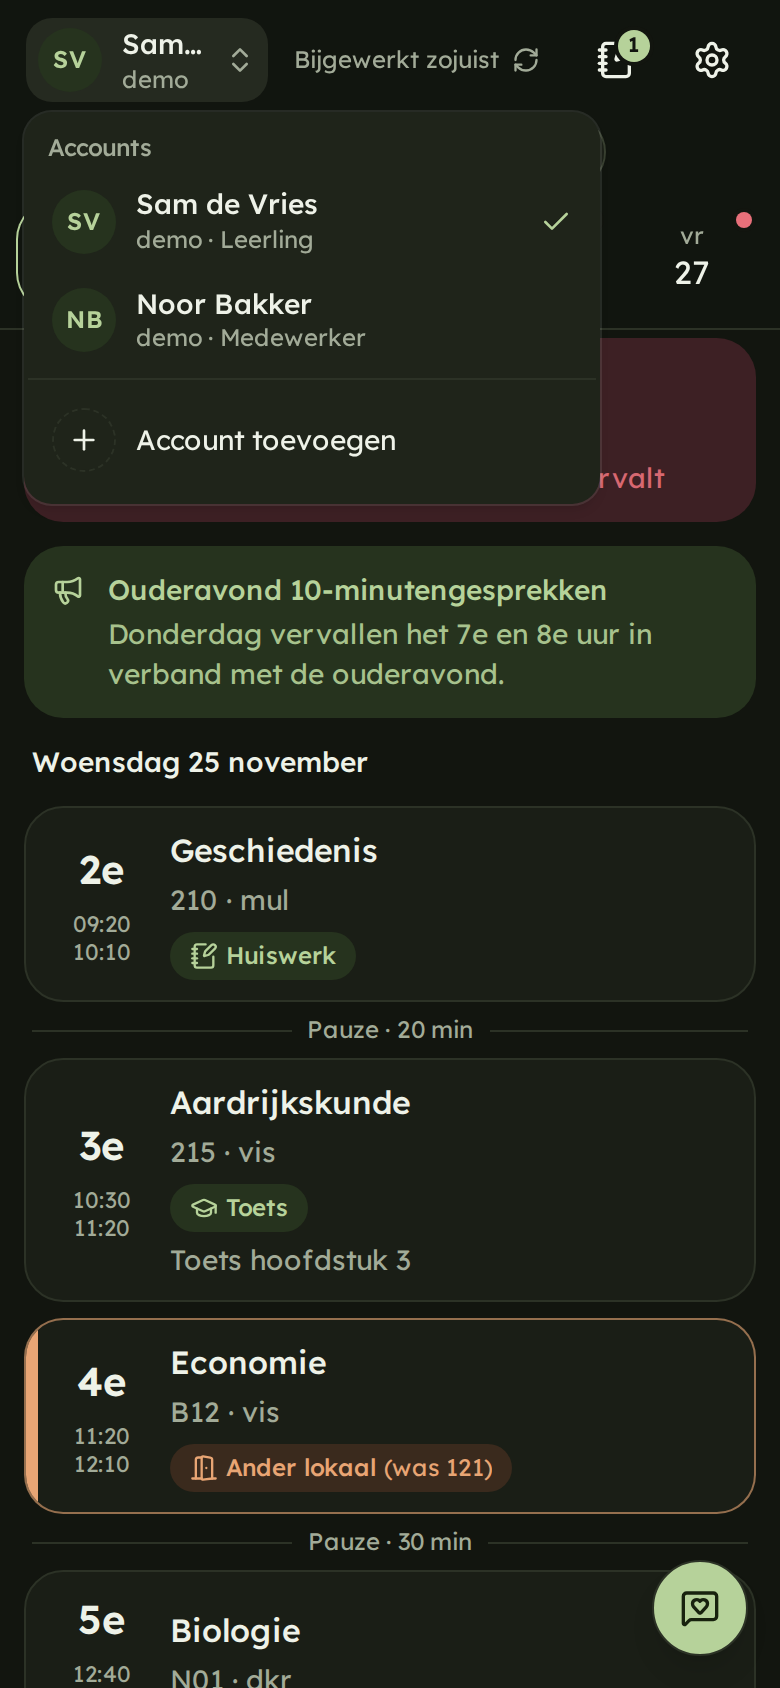 SV
Sam...
demo
Bijgewerkt zojuist
1
Accounts
SV
Sam de Vries
demo · Leerling
NB
Noor Bakker
demo · Medewerker
Account toevoegen
vr
27
rvalt
Ouderavond 10-minutengesprekken
Donderdag vervallen het 7e en 8e uur in
verband met de ouderavond.
Woensdag 25 november
2e
09:20
10:10
Geschiedenis
210 · mul
Huiswerk
Pauze · 20 min
3e
10:30
11:20
Aardrijkskunde
215 · vis
Toets
Toets hoofdstuk 3
4e
11:20
12:10
Economie
B12 · vis
Ander lokaal (was 121)
Pauze · 30 min
5e
12:40
Biologie
N01 · dkr